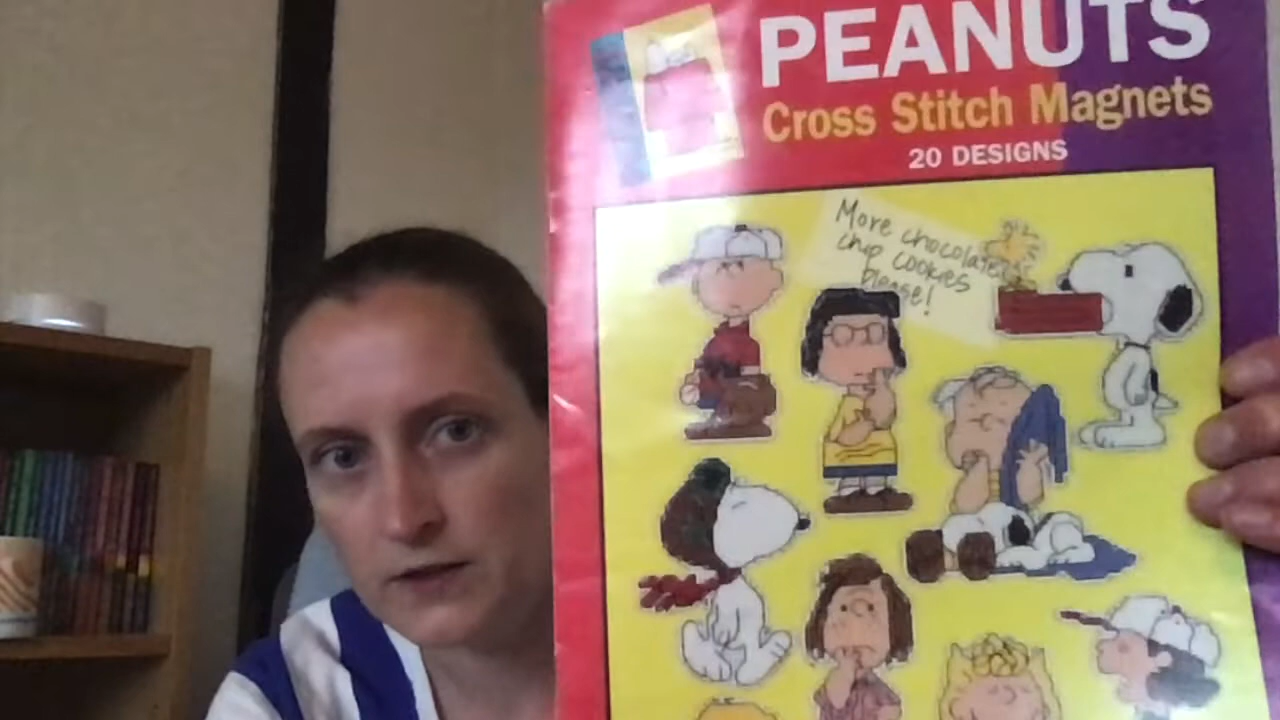 PEANUTS
Cross Stitch Magnets
20 DESIGNS
More chocolate
chip cookies
please!